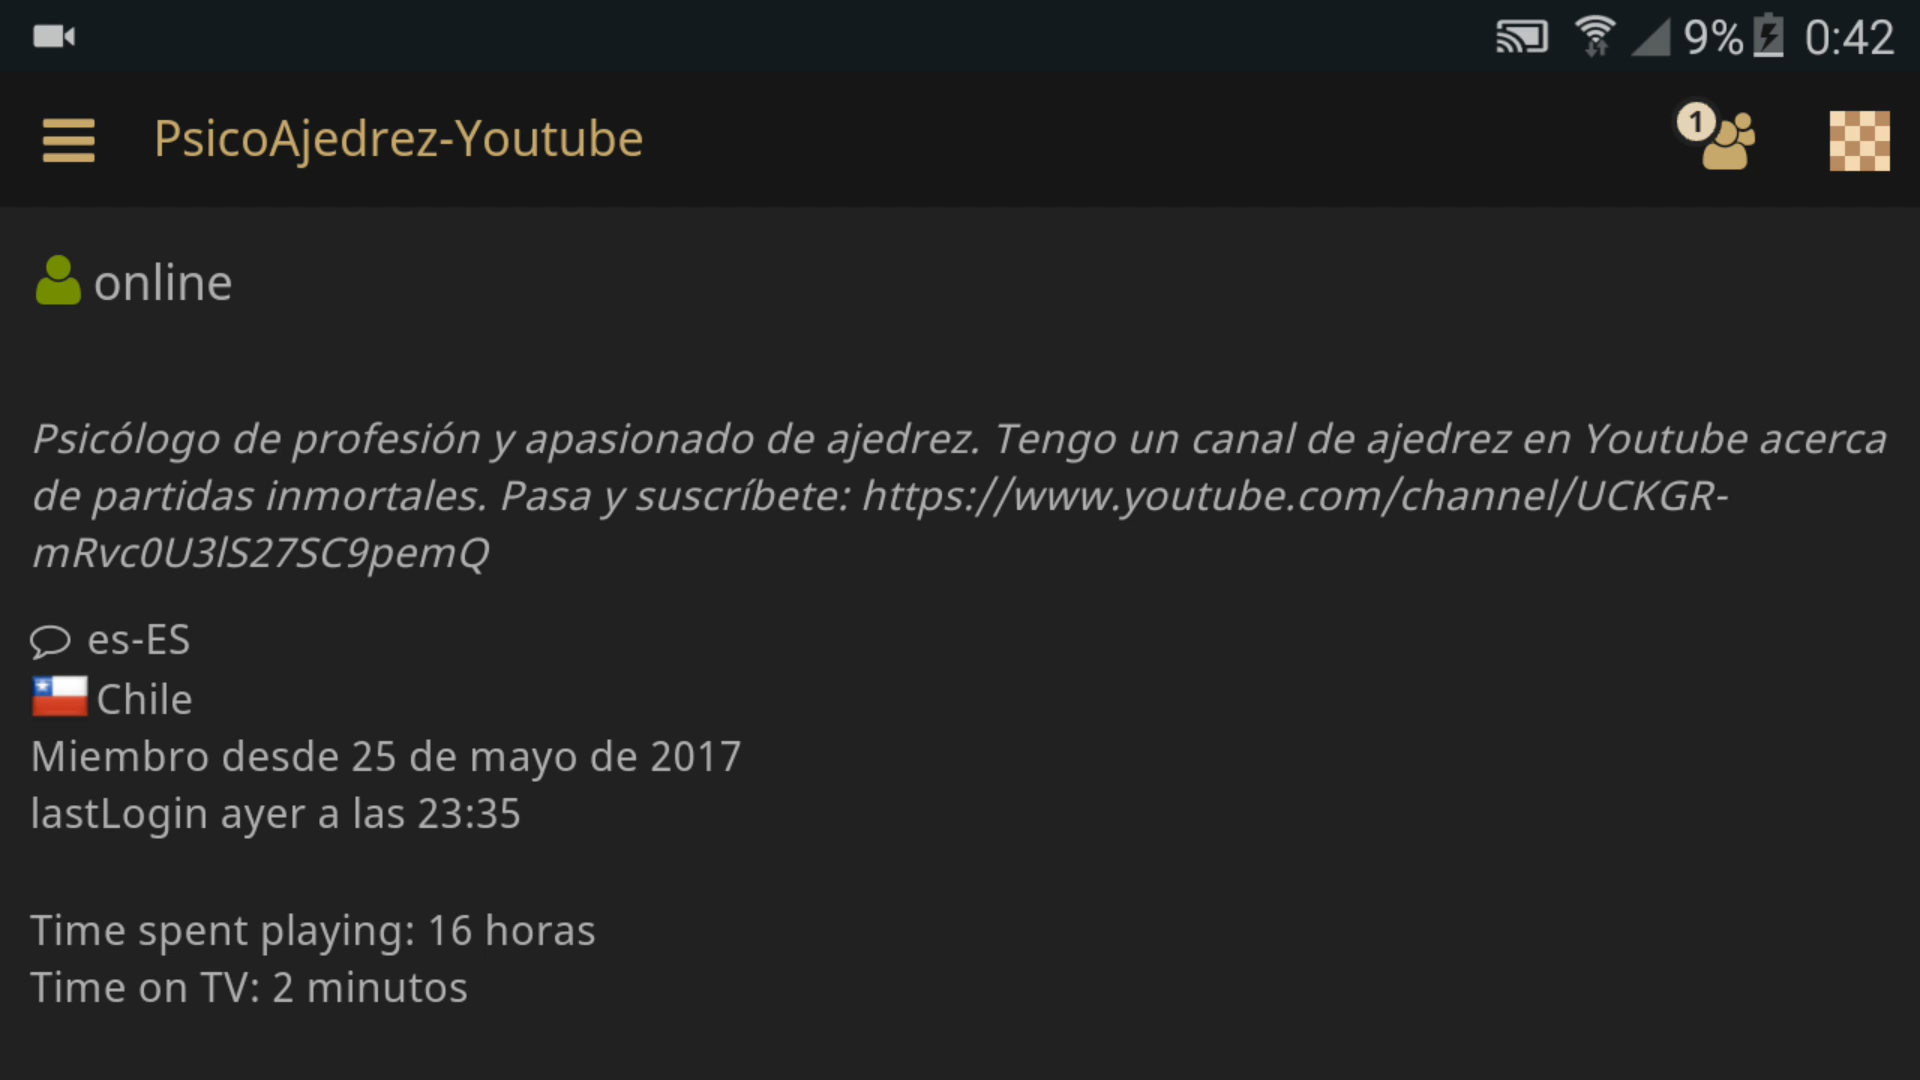 9% 0:42
PsicoAjedrez-Youtube 1
online
Psicólogo de profesión y apasionado de ajedrez. Tengo un canal de ajedrez en Youtube acerca
de partidas inmortales. Pasa y suscríbete: https://www.youtube.com/channel/UCKGR-
mRvc0U3lS27SC9pemQ
es-ES
Chile
Miembro desde 25 de mayo de 2017
lastLogin ayer a las 23:35
Time spent playing: 16 horas
Time on TV: 2 minutos